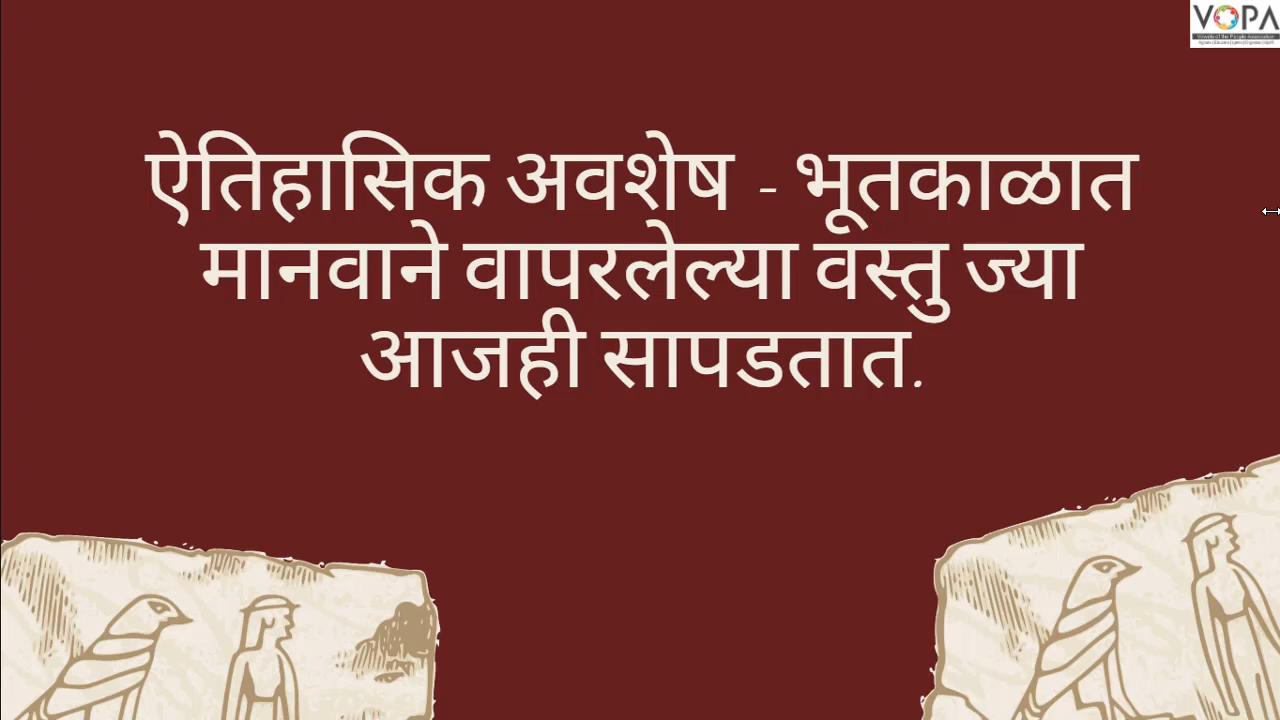 VOPA
ऐतिहासिक अवशेष - भूतकाळात
मानवाने वापरलेल्या वस्तु ज्या
आजही सापडतात.